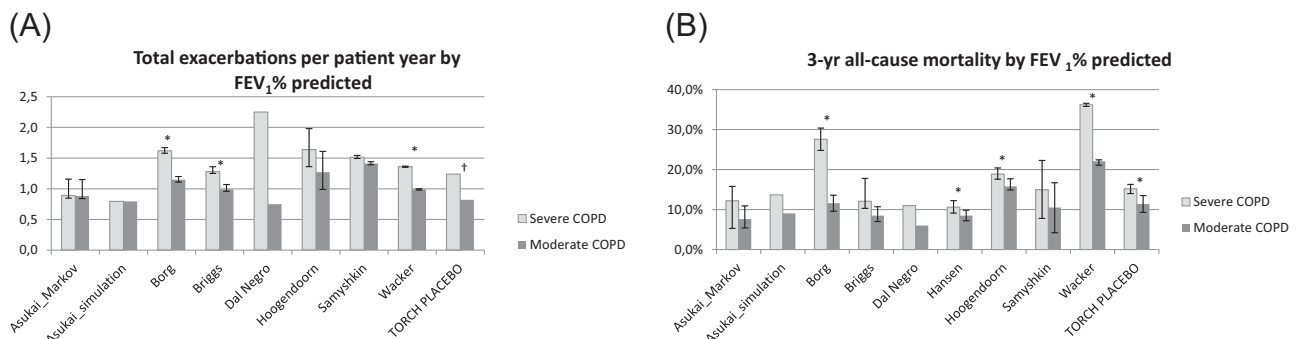 (A)
Total exacerbations per patient year by
FEV1% predicted
2,5
2,0
1,5
1,0
0,5
0,0
* * * †
Severe COPD
Moderate COPD
Asukai_Markov
Asukai_simulation
Borg
Briggs
Dal Negro
Hoogendoorn
Samyshkin
Wacker
TORCH PLACEBO
(B)
3-yr all-cause mortality by FEV 1% predicted
40,0%
30,0%
20,0%
10,0%
0,0%
* * * * *
Severe COPD
Moderate COPD
Asukai_Markov
Asukai_simulation
Borg
Briggs
Dal Negro
Hansen
Hoogendoorn
Samyshkin
Wacker
TORCH PLACEBO